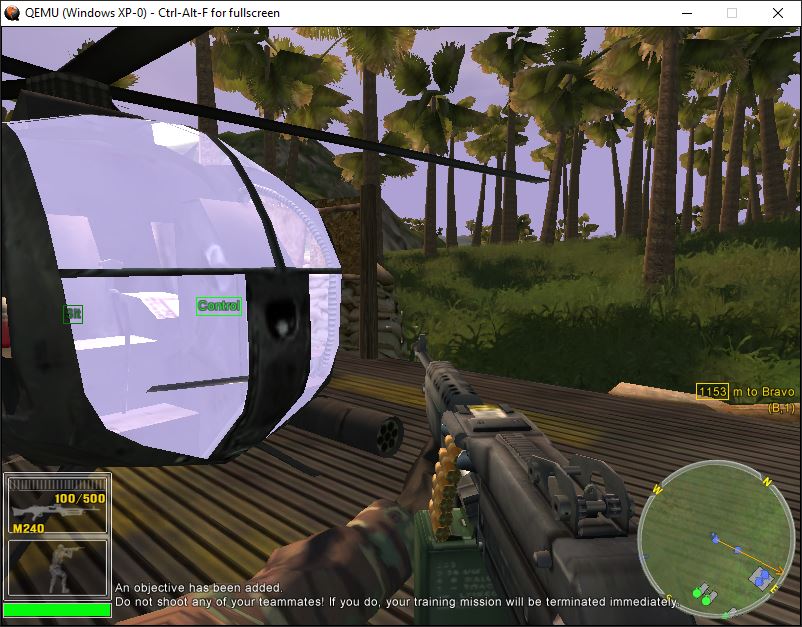 QEMU (Windows XP-0) - Ctrl-Alt-F for fullscreen
Sit
Control
1153 m to Bravo
(B,1)
100/500
M240
W
N
S
E
An objective has been added.
Do not shoot any of your teammates! If you do, your training mission will be terminated immediately.